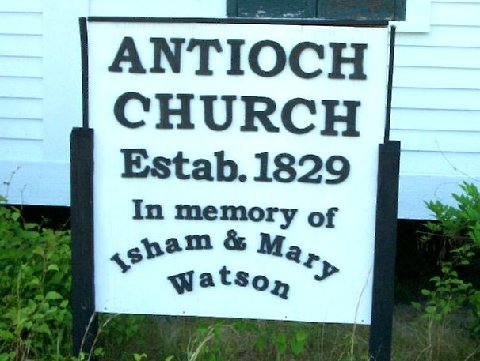 ANTIOCH
CHURCH
Estab. 1829
In memory of
Isham & Mary
Watson